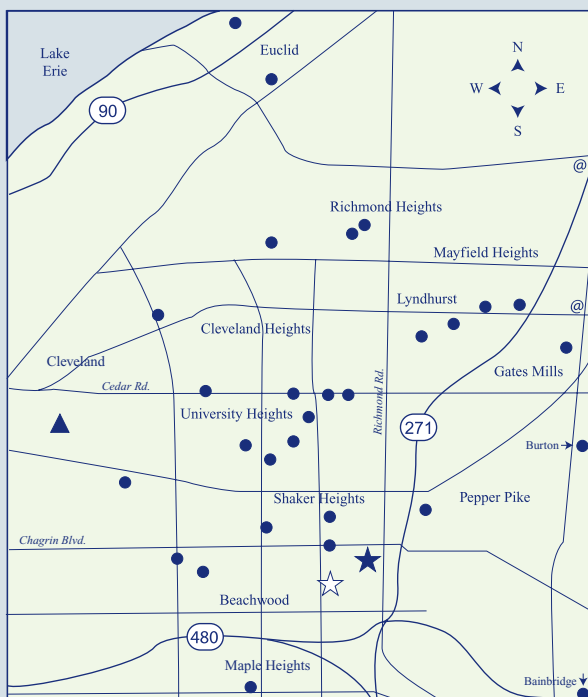 Lake
Erie
Euclid
N
W
E
S
90
@
Richmond Heights
Mayfield Heights
Lyndhurst
@
Cleveland Heights
Cleveland
Gates Mills
Cedar Rd.
Richmond Rd.
University Heights
271
Burton
Shaker Heights
Pepper Pike
Chagrin Blvd.
Beachwood
480
Maple Heights
Bainbridge